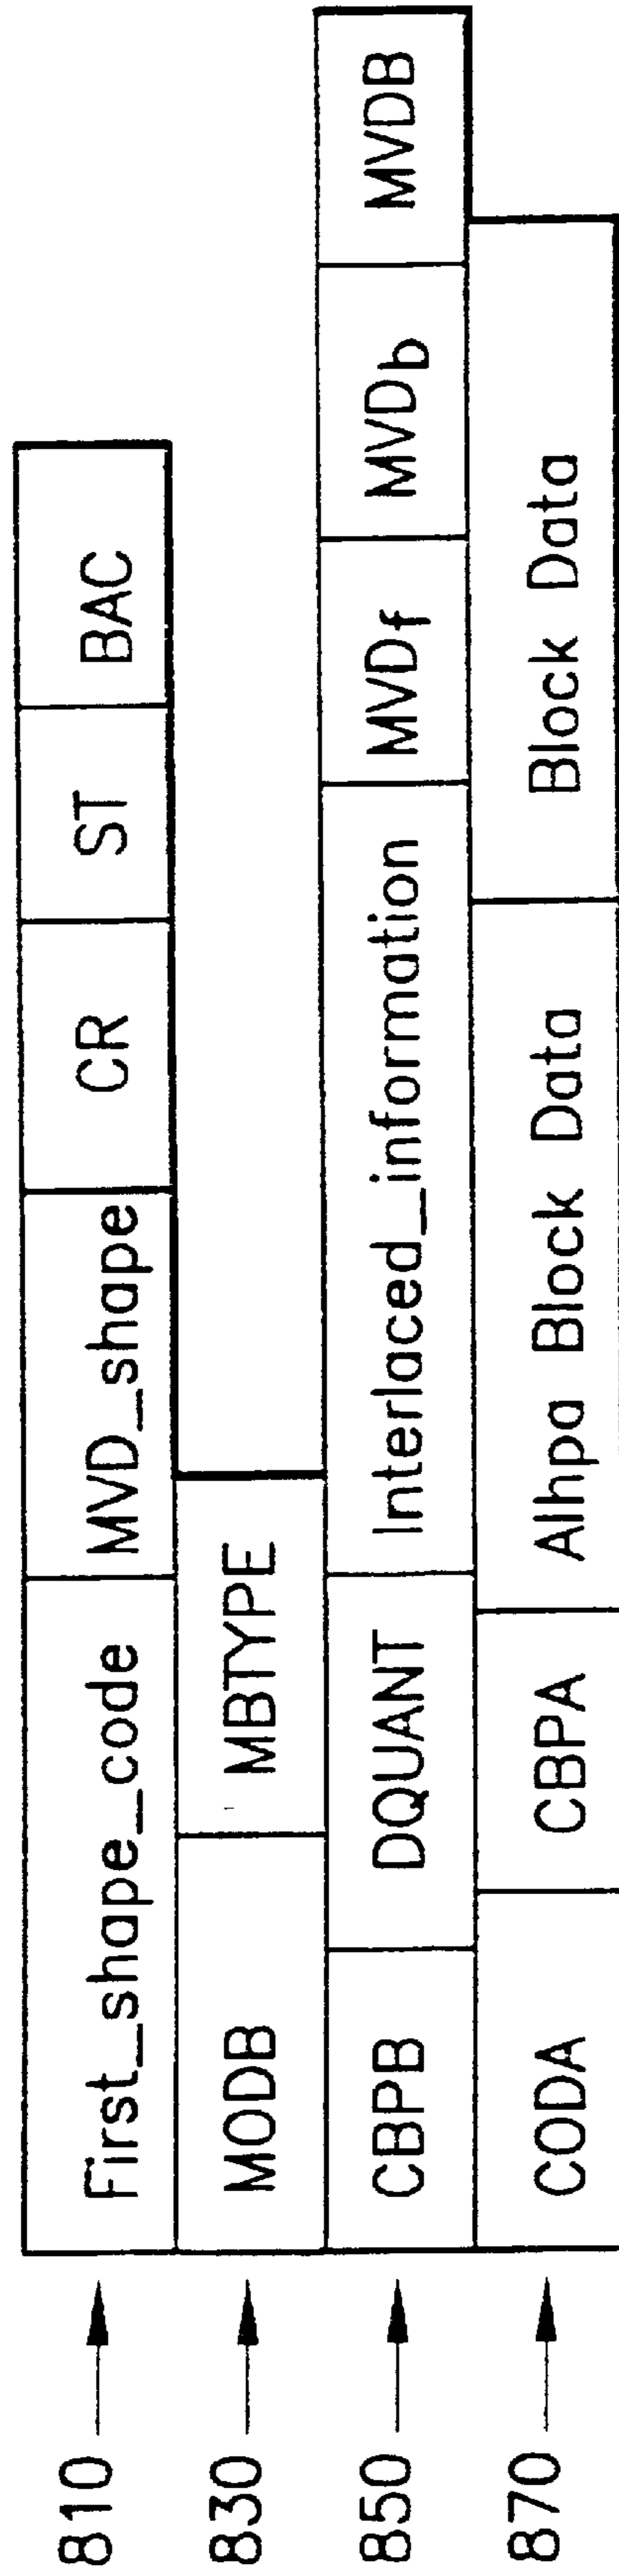 810 First_shape_code MVD_shape CR ST BAC
830 MODB MBTYPE
850 CBPB DQUANT Interlaced_information MVDf MVDb MVDB
870 CODA CBPA Alhpa Block Data Block Data